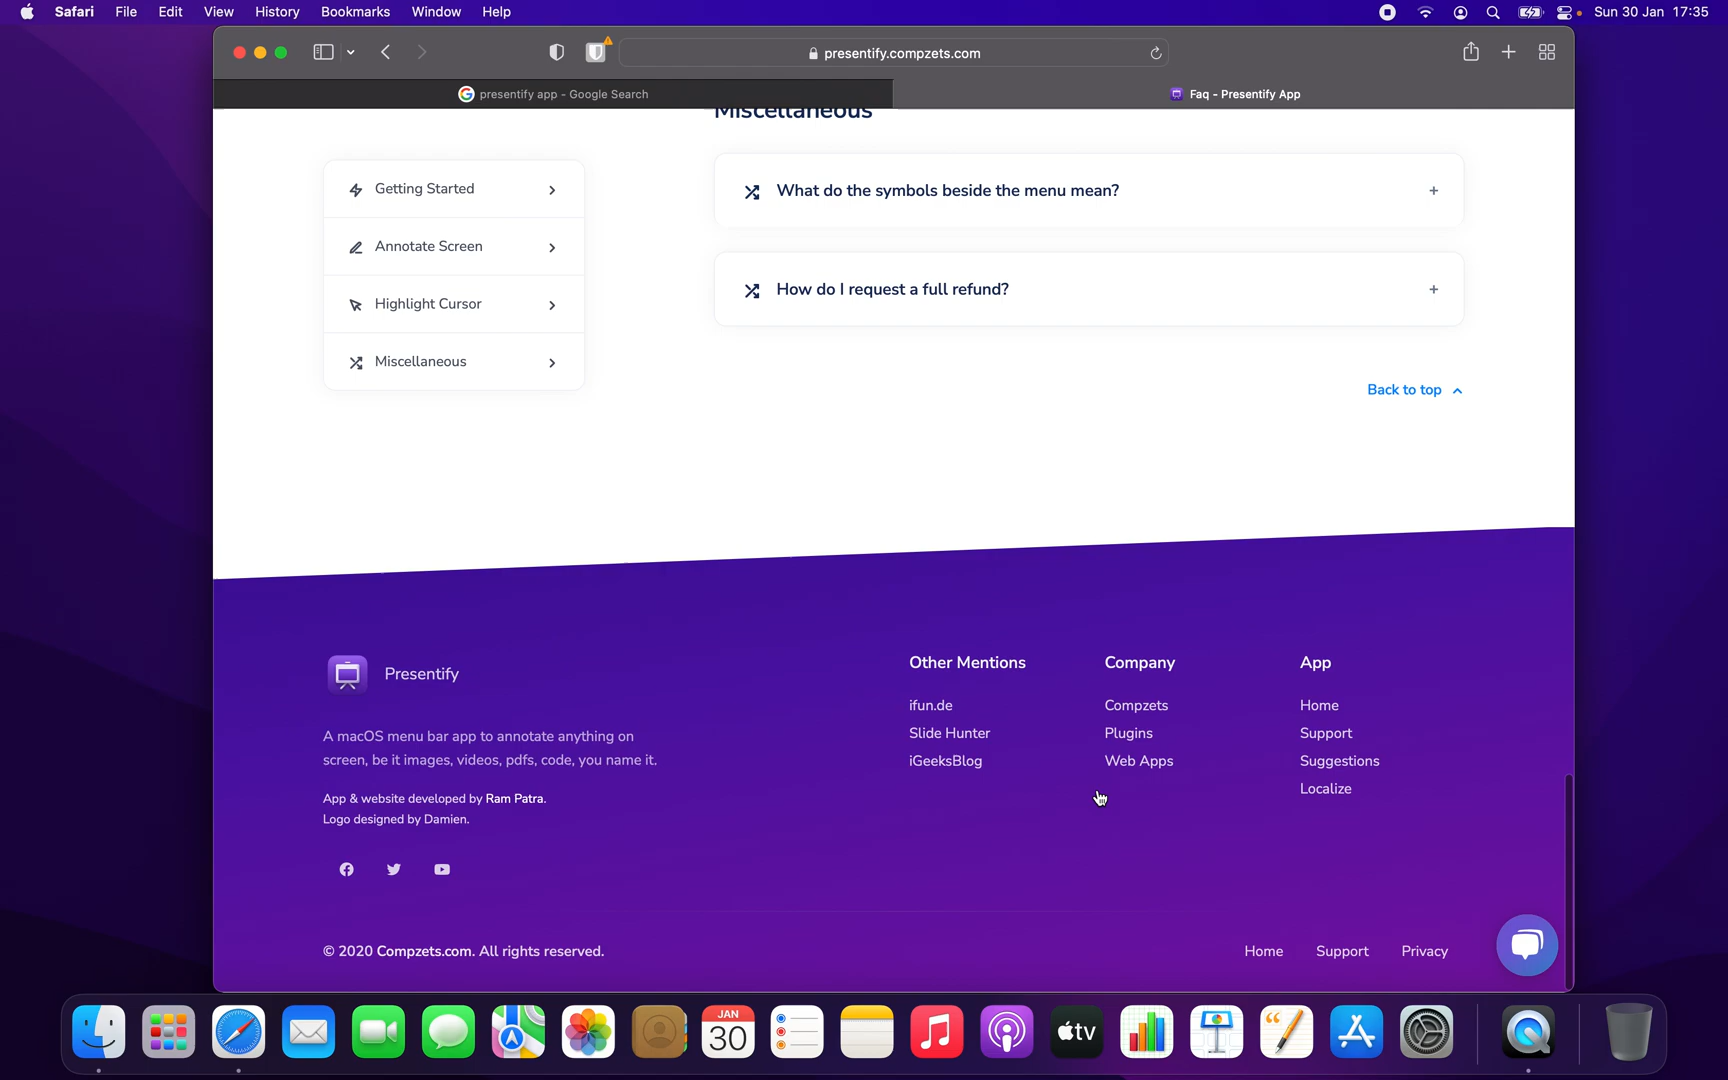 Safari File Edit View History Bookmarks Window Help Sun 30 Jan 17:35
presentify.compzets.com
presentify app - Google Search
Faq - Presentify App
Miscellaneous
Getting Started
Annotate Screen
Highlight Cursor
Miscellaneous
What do the symbols beside the menu mean?
How do I request a full refund?
Back to top
Presentify
A macOS menu bar app to annotate anything on
screen, be it images, videos, pdfs, code, you name it.
App & website developed by Ram Patra.
Logo designed by Damien.
Other Mentions
ifun.de
Slide Hunter
iGeeksBlog
Company
Compzets
Plugins
Web Apps
App
Home
Support
Suggestions
Localize
© 2020 Compzets.com. All rights reserved.
Home Support Privacy
JAN
30
tv